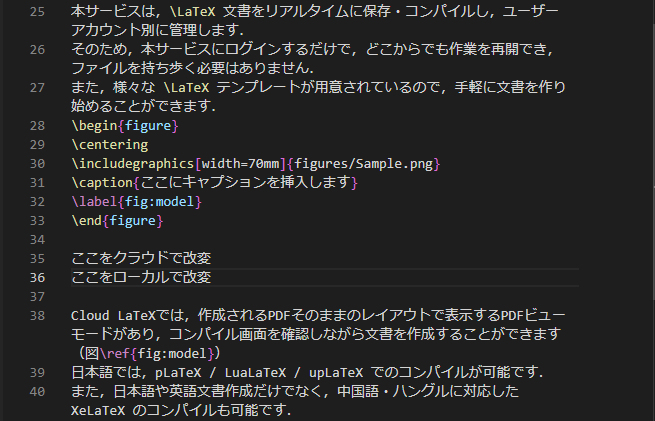 25 本サービスは，\LaTeX 文書をリアルタイムに保存・コンパイルし，ユーザー
アカウント別に管理します．
26 そのため，本サービスにログインするだけで，どこからでも作業を再開でき，
ファイルを持ち歩く必要はありません．
27 また，様々な \LaTeX テンプレートが用意されているので，手軽に文書を作り
始めることができます．
28 \begin{figure}
29 \centering
30 \includegraphics[width=70mm]{figures/Sample.png}
31 \caption{ここにキャプションを挿入します}
32 \label{fig:model}
33 \end{figure}
34
35 ここをクラウドで改変
36 ここをローカルで改変
37
38 Cloud LaTeXでは，作成されるPDFそのままのレイアウトで表示するPDFビュー
モードがあり，コンパイル画面を確認しながら文書を作成することができます
（図\ref{fig:model}）
39 日本語では，pLaTeX / LuaLaTeX / upLaTeX でのコンパイルが可能です．
40 また，日本語や英語文書作成だけでなく，中国語・ハングルに対応した
XeLaTeX のコンパイルも可能です．